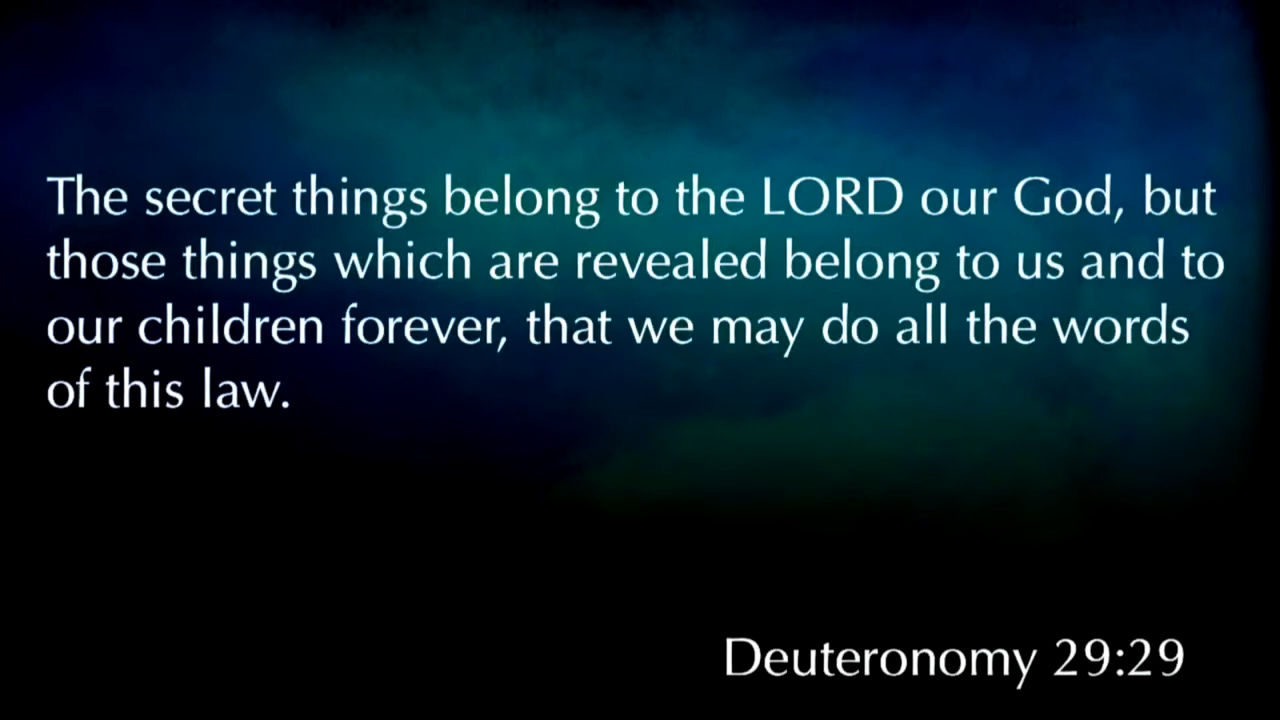 The secret things belong to the LORD our God, but
those things which are revealed belong to us and to
our children forever, that we may do all the words
of this law.
Deuteronomy 29:29